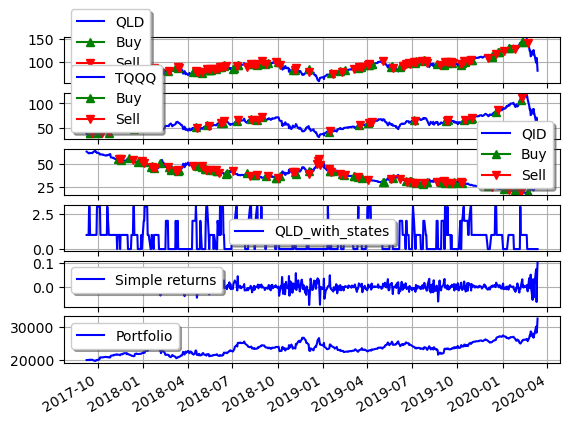 QLD
Buy
Sell
150
100
TQQQ
Buy
Sell
100
50
QID
Buy
Sell
50
25
2.5
0.0
QLD_with_states
0.1
0.0
Simple returns
30000
20000
Portfolio
2017-10 2018-01 2018-04 2018-07 2018-10 2019-01 2019-04 2019-07 2019-10 2020-01 2020-04